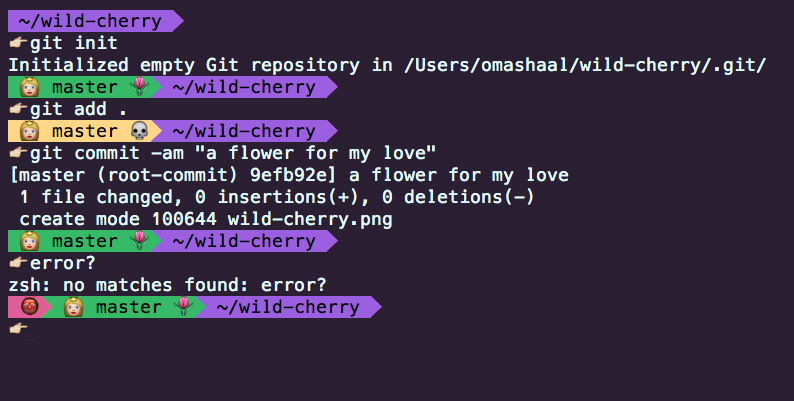 ~/wild-cherry
👉🏼git init
Initialized empty Git repository in /Users/omashaal/wild-cherry/.git/
👸🏼 master 🌷 ~/wild-cherry
👉🏼git add .
👸🏼 master 💀 ~/wild-cherry
👉🏼git commit -am "a flower for my love"
[master (root-commit) 9efb92e] a flower for my love
1 file changed, 0 insertions(+), 0 deletions(-)
create mode 100644 wild-cherry.png
👸🏼 master 🌷 ~/wild-cherry
👉🏼error?
zsh: no matches found: error?
👹 👸🏼 master 🌷 ~/wild-cherry
👉🏼